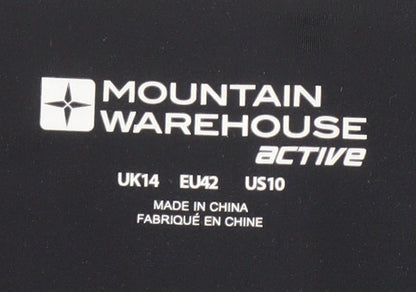 MOUNTAIN
WAREHOUSE
active
UK14 EU42 US10
MADE IN CHINA
FABRIQUÉ EN CHINE